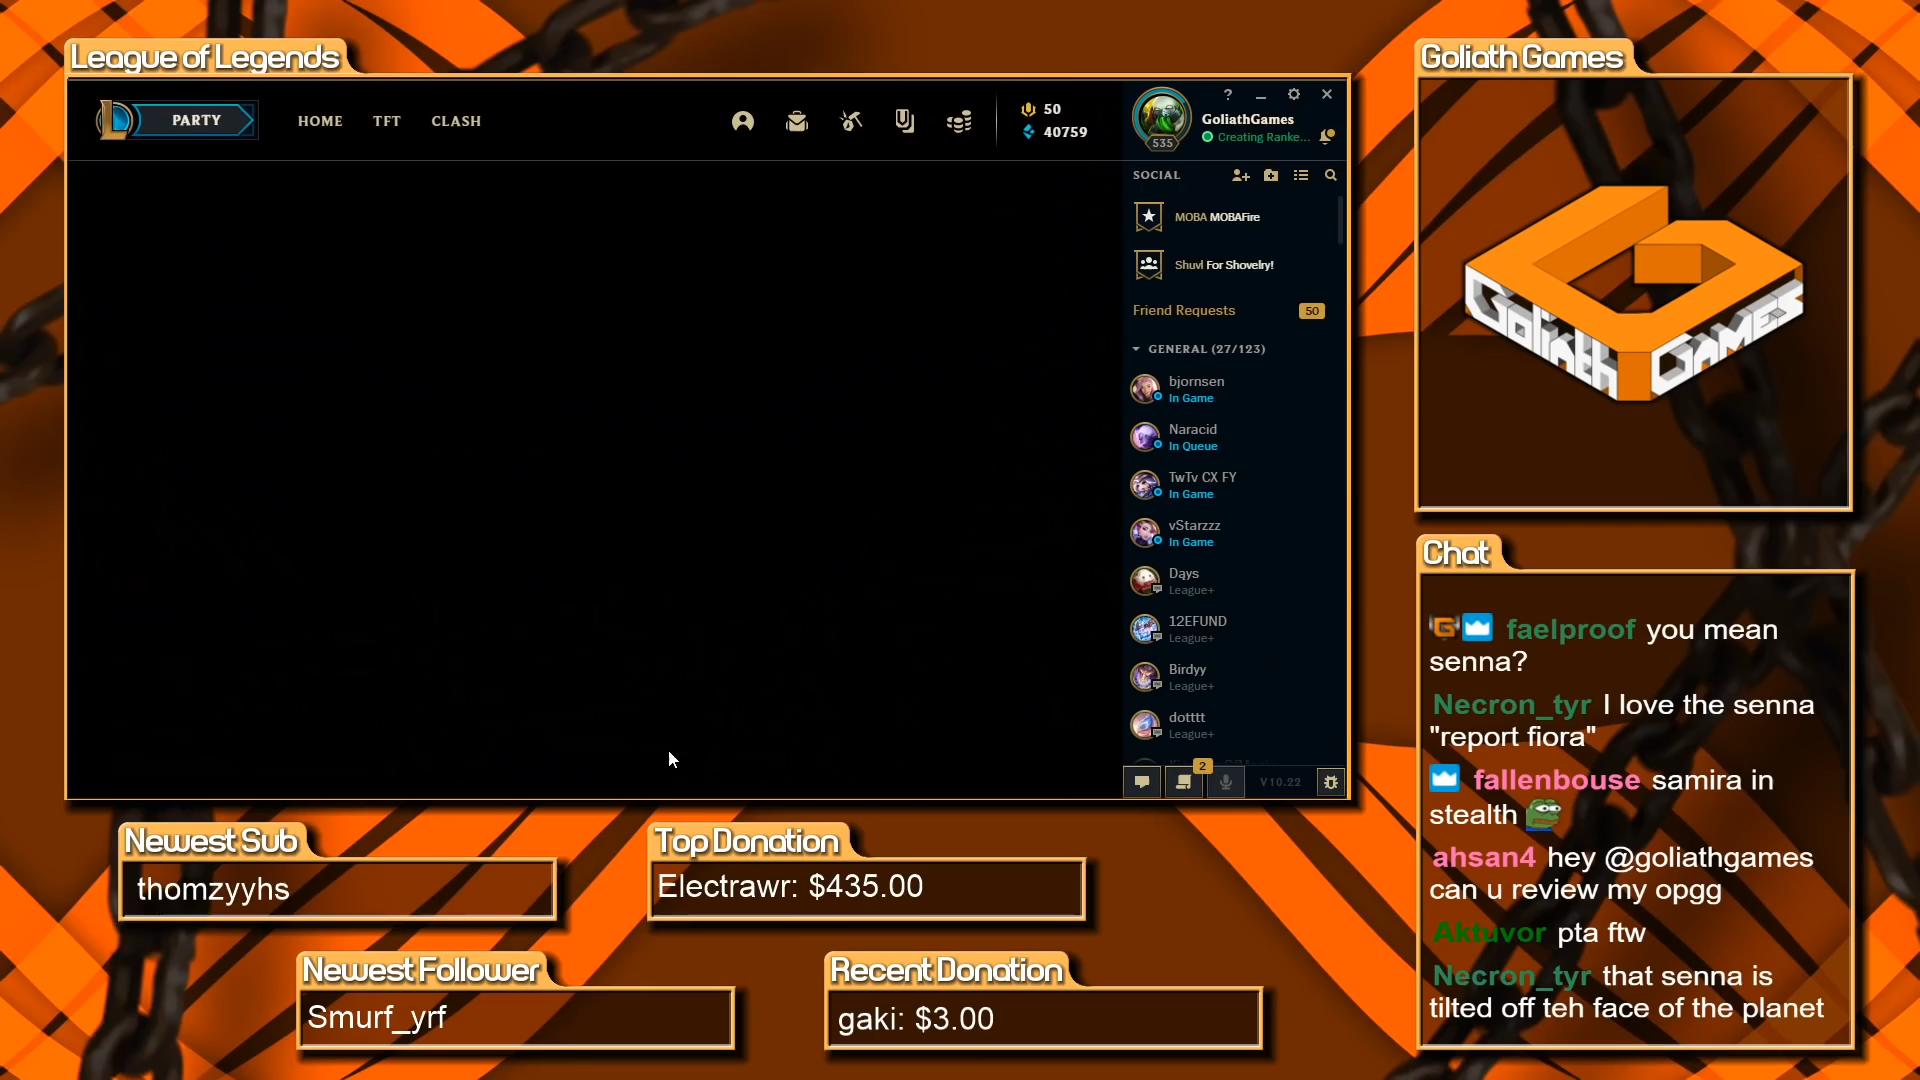 League of Legends
PARTY
HOME
TFT
CLASH
50
40759
535
?
GoliathGames
Creating Ranke...
SOCIAL
MOBA MOBAFire
Shuvl For Shovelry!
Friend Requests
50
GENERAL (27/123)
bjornsen
In Game
Naracid
In Queue
TwTv CX FY
In Game
vStarzzz
In Game
Dąys
League+
12EFUND
League+
Birdyy
League+
dotttt
League+
2
V10.22
Goliath Games
Goliath Games
Chat
G faelproof you mean
senna?
Necron_tyr I love the senna
"report fiora"
fallenbouse samira in
stealth
ahsan4 hey @goliathgames
can u review my opgg
Aktuvor pta ftw
Necron_tyr that senna is
tilted off teh face of the planet
Newest Sub
thomzyyhs
Top Donation
Electrawr: $435.00
Newest Follower
Smurf_yrf
Recent Donation
gaki: $3.00